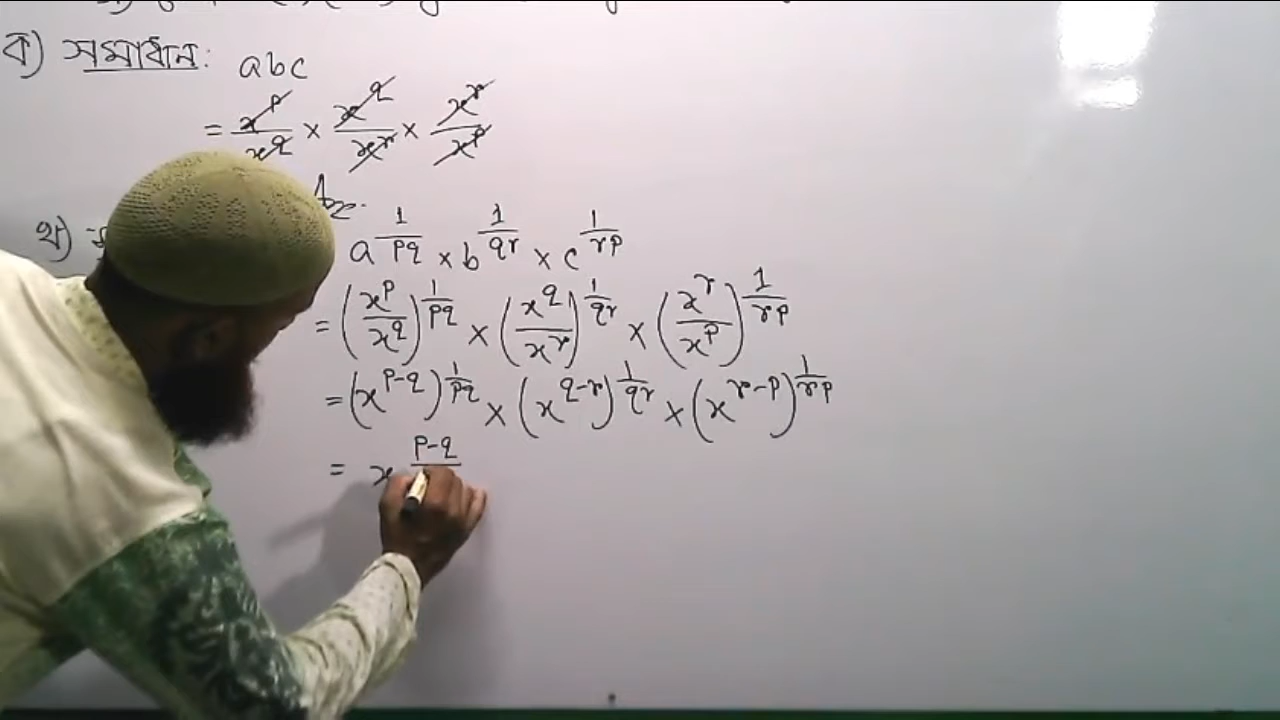 ক) সমাধান: abc
= x^p/x^q × x^q/x^r × x^r/x^p
খ)
a^(1/pq) × b^(1/qr) × c^(1/rp)
= (x^p/x^q)^(1/pq) × (x^q/x^r)^(1/qr) × (x^r/x^p)^(1/rp)
= (x^(p-q))^(1/pq) × (x^(q-r))^(1/qr) × (x^(r-p))^(1/rp)
= x^(p-q)/